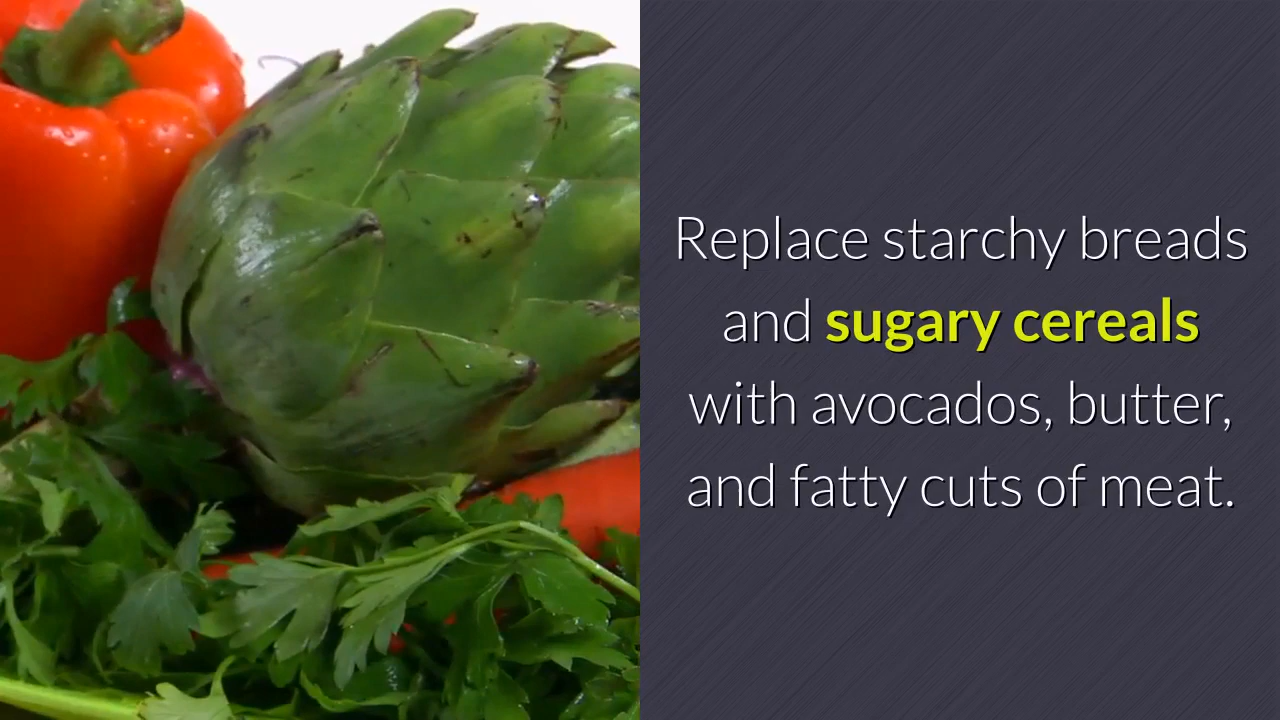 Replace starchy breads
and sugary cereals
with avocados, butter,
and fatty cuts of meat.